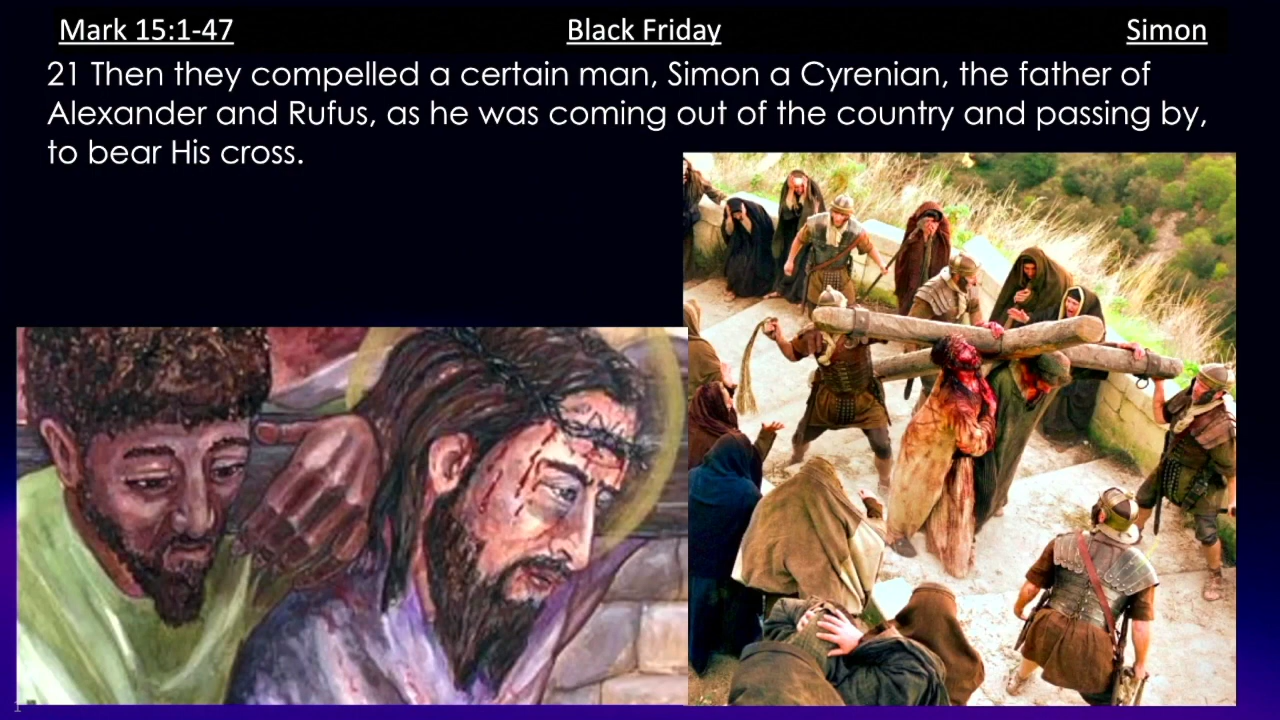 Mark 15:1-47 Black Friday Simon
21 Then they compelled a certain man, Simon a Cyrenian, the father of
Alexander and Rufus, as he was coming out of the country and passing by,
to bear His cross.
1